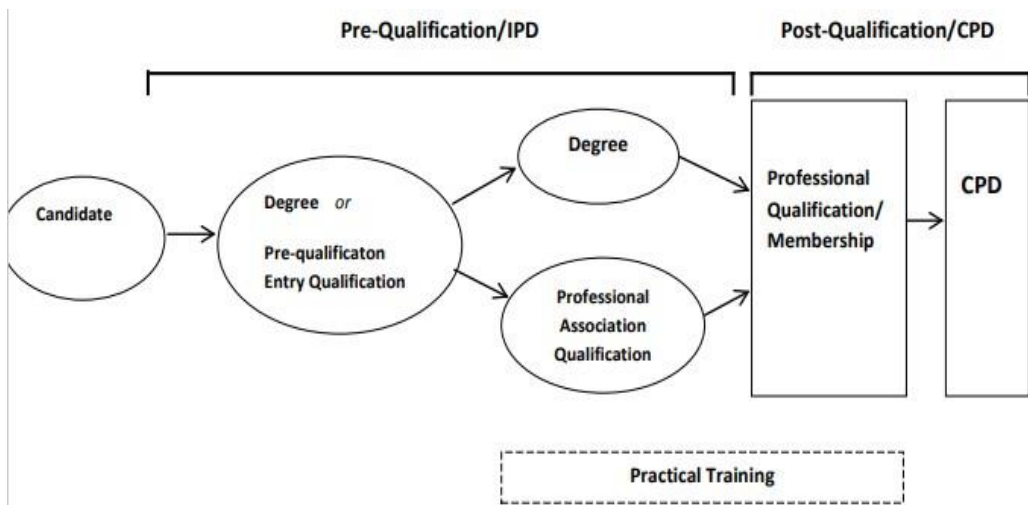 Pre-Qualification/IPD
Post-Qualification/CPD
Candidate
Degree or
Pre-qualificaton
Entry Qualification
Degree
Professional
Association
Qualification
Professional
Qualification/
Membership
CPD
Practical Training